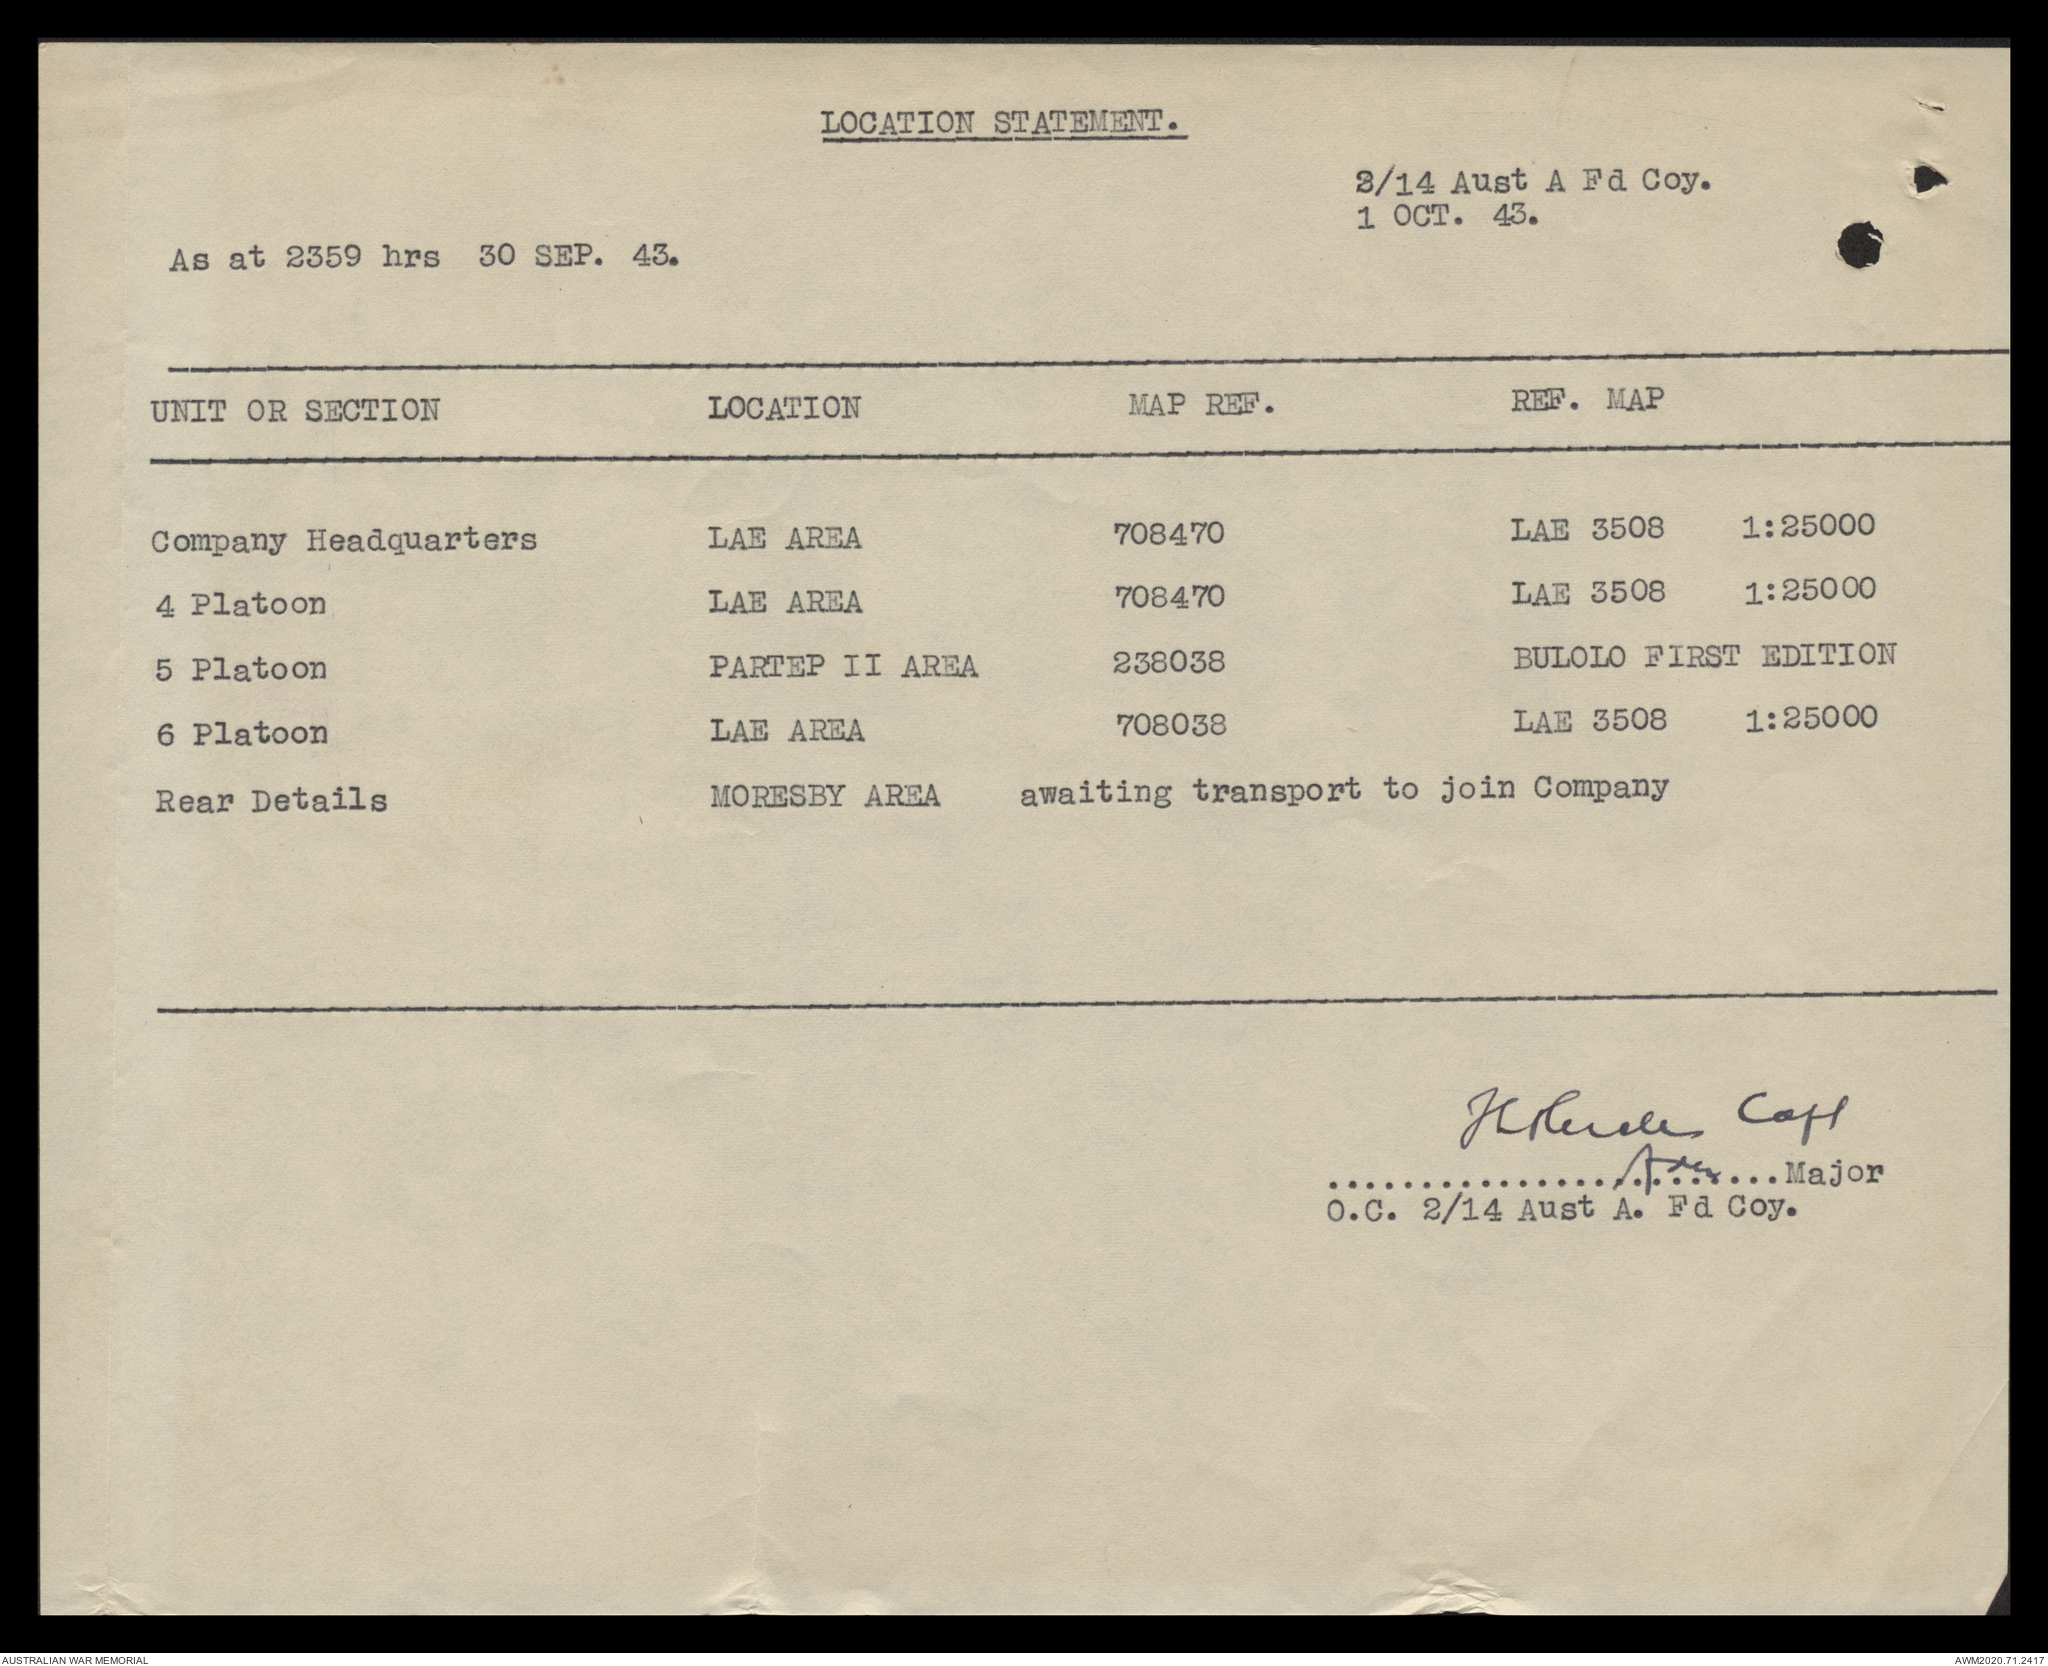 LOCATION STATEMENT.
2/14 Aust A Fd Coy.
1 OCT. 43.
As at 2359 hrs 30 SEP. 43.
UNIT OR SECTION LOCATION MAP REF. REF. MAP
Company Headquarters LAE AREA 708470 LAE 3508 1:25000
4 Platoon LAE AREA 708470 LAE 3508 1:25000
5 Platoon PARTEP II AREA 238038 BULOLO FIRST EDITION
6 Platoon LAE AREA 708038 LAE 3508 1:25000
Rear Details MORESBY AREA awaiting transport to join Company
Capt
........................Major
O.C. 2/14 Aust A. Fd Coy.
AUSTRALIAN WAR MEMORIAL
AWM2020.71.2417